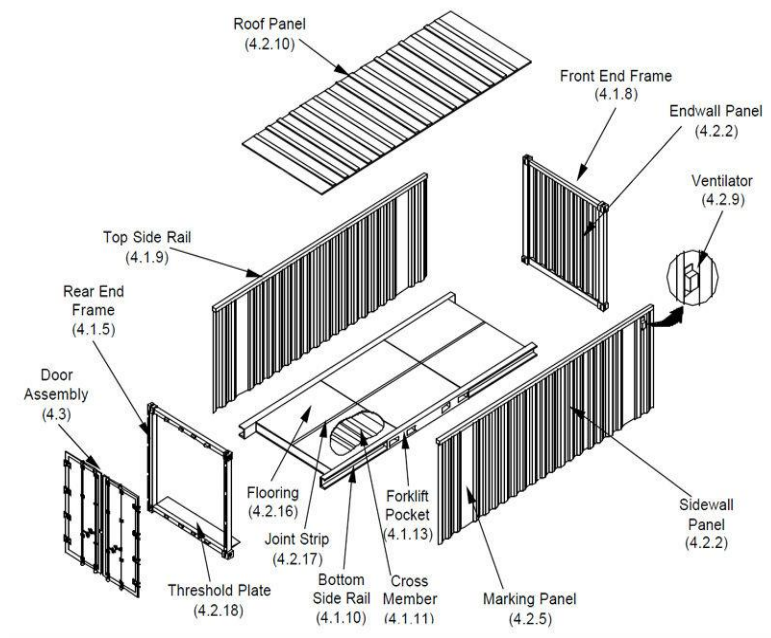 Roof Panel
(4.2.10)
Front End Frame
(4.1.8)
Endwall Panel
(4.2.2)
Ventilator
(4.2.9)
Top Side Rail
(4.1.9)
Rear End
Frame
(4.1.5)
Door
Assembly
(4.3)
Flooring
(4.2.16)
Joint Strip
(4.2.17)
Forklift
Pocket
(4.1.13)
Sidewall
Panel
(4.2.2)
Threshold Plate
(4.2.18)
Bottom
Side Rail
(4.1.10)
Cross
Member
(4.1.11)
Marking Panel
(4.2.5)